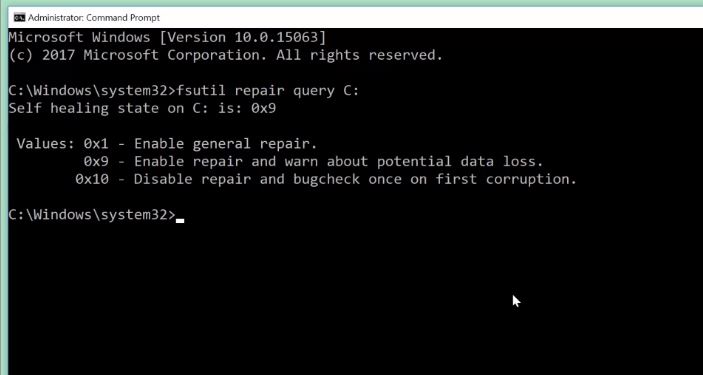 Administrator: Command Prompt
Microsoft Windows [Version 10.0.15063]
(c) 2017 Microsoft Corporation. All rights reserved.
C:\Windows\system32>fsutil repair query C:
Self healing state on C: is: 0x9
Values: 0x1 - Enable general repair.
0x9 - Enable repair and warn about potential data loss.
0x10 - Disable repair and bugcheck once on first corruption.
C:\Windows\system32>